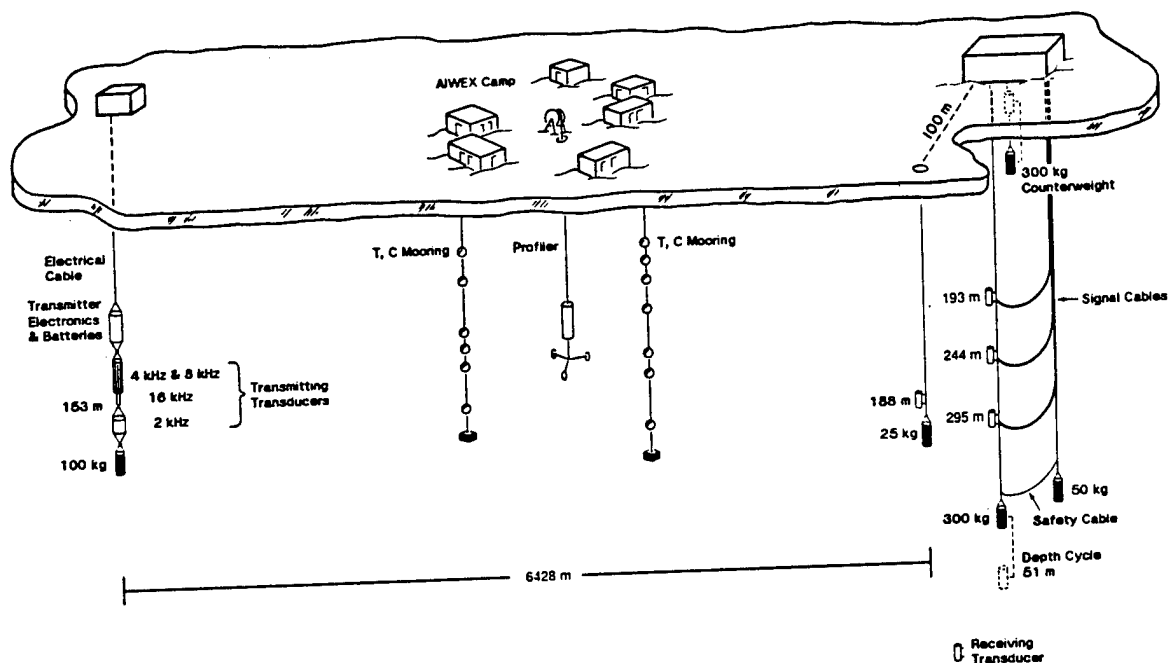 AIWEX Camp
100 m
300 kg
Counterweight
T, C Mooring
Profiler
T, C Mooring
Electrical
Cable
Transmitter
Electronics
& Batteries
4 kHz & 8 kHz
16 kHz
2 kHz
Transmitting
Transducers
153 m
100 kg
193 m
244 m
295 m
Signal Cables
188 m
25 kg
50 kg
300 kg
Safety Cable
Depth Cycle
51 m
6428 m
Receiving
Transducer